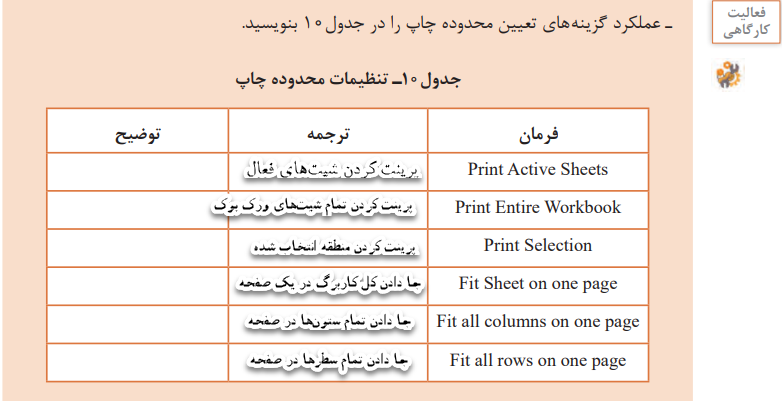 فعالیت
کارگاهی
ـ عملکرد گزینه‌های تعیین محدوده چاپ را در جدول ۱۰ بنویسید.
جدول ۱۰ـ تنظیمات محدوده چاپ
فرمان ترجمه توضیح
Print Active Sheets پرینت کردن شیت‌های فعال
Print Entire Workbook پرینت کردن تمام شیت‌های ورک بوک
Print Selection پرینت کردن منطقه انتخاب شده
Fit Sheet on one page جا دادن کل کاربرگ در یک صفحه
Fit all columns on one page جا دادن تمام ستون‌ها در صفحه
Fit all rows on one page جا دادن تمام سطرها در صفحه